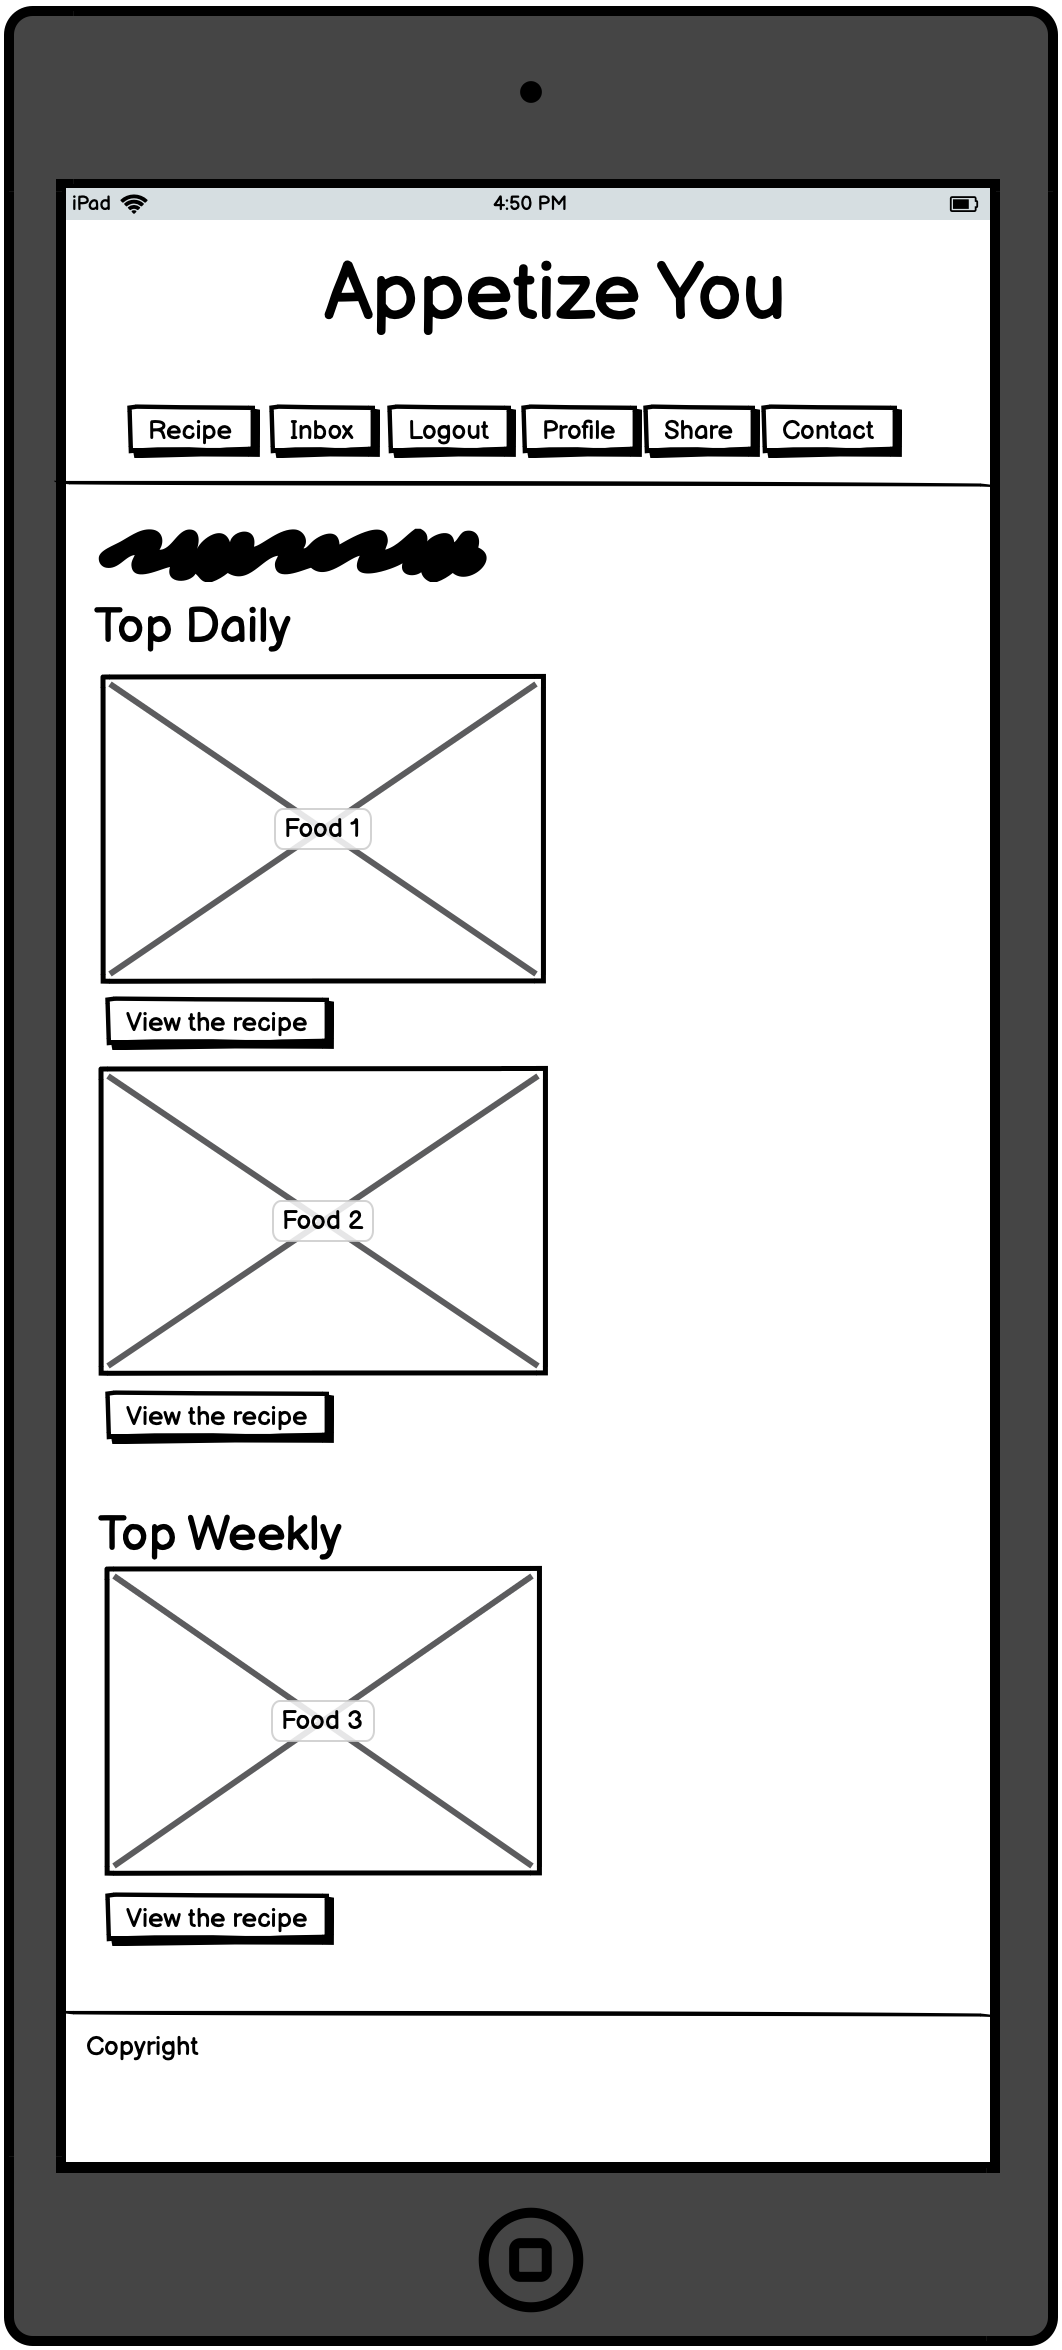 iPad 4:50 PM
Appetize You
Recipe Inbox Logout Profile Share Contact
Top Daily
Food 1
View the recipe
Food 2
View the recipe
Top Weekly
Food 3
View the recipe
Copyright